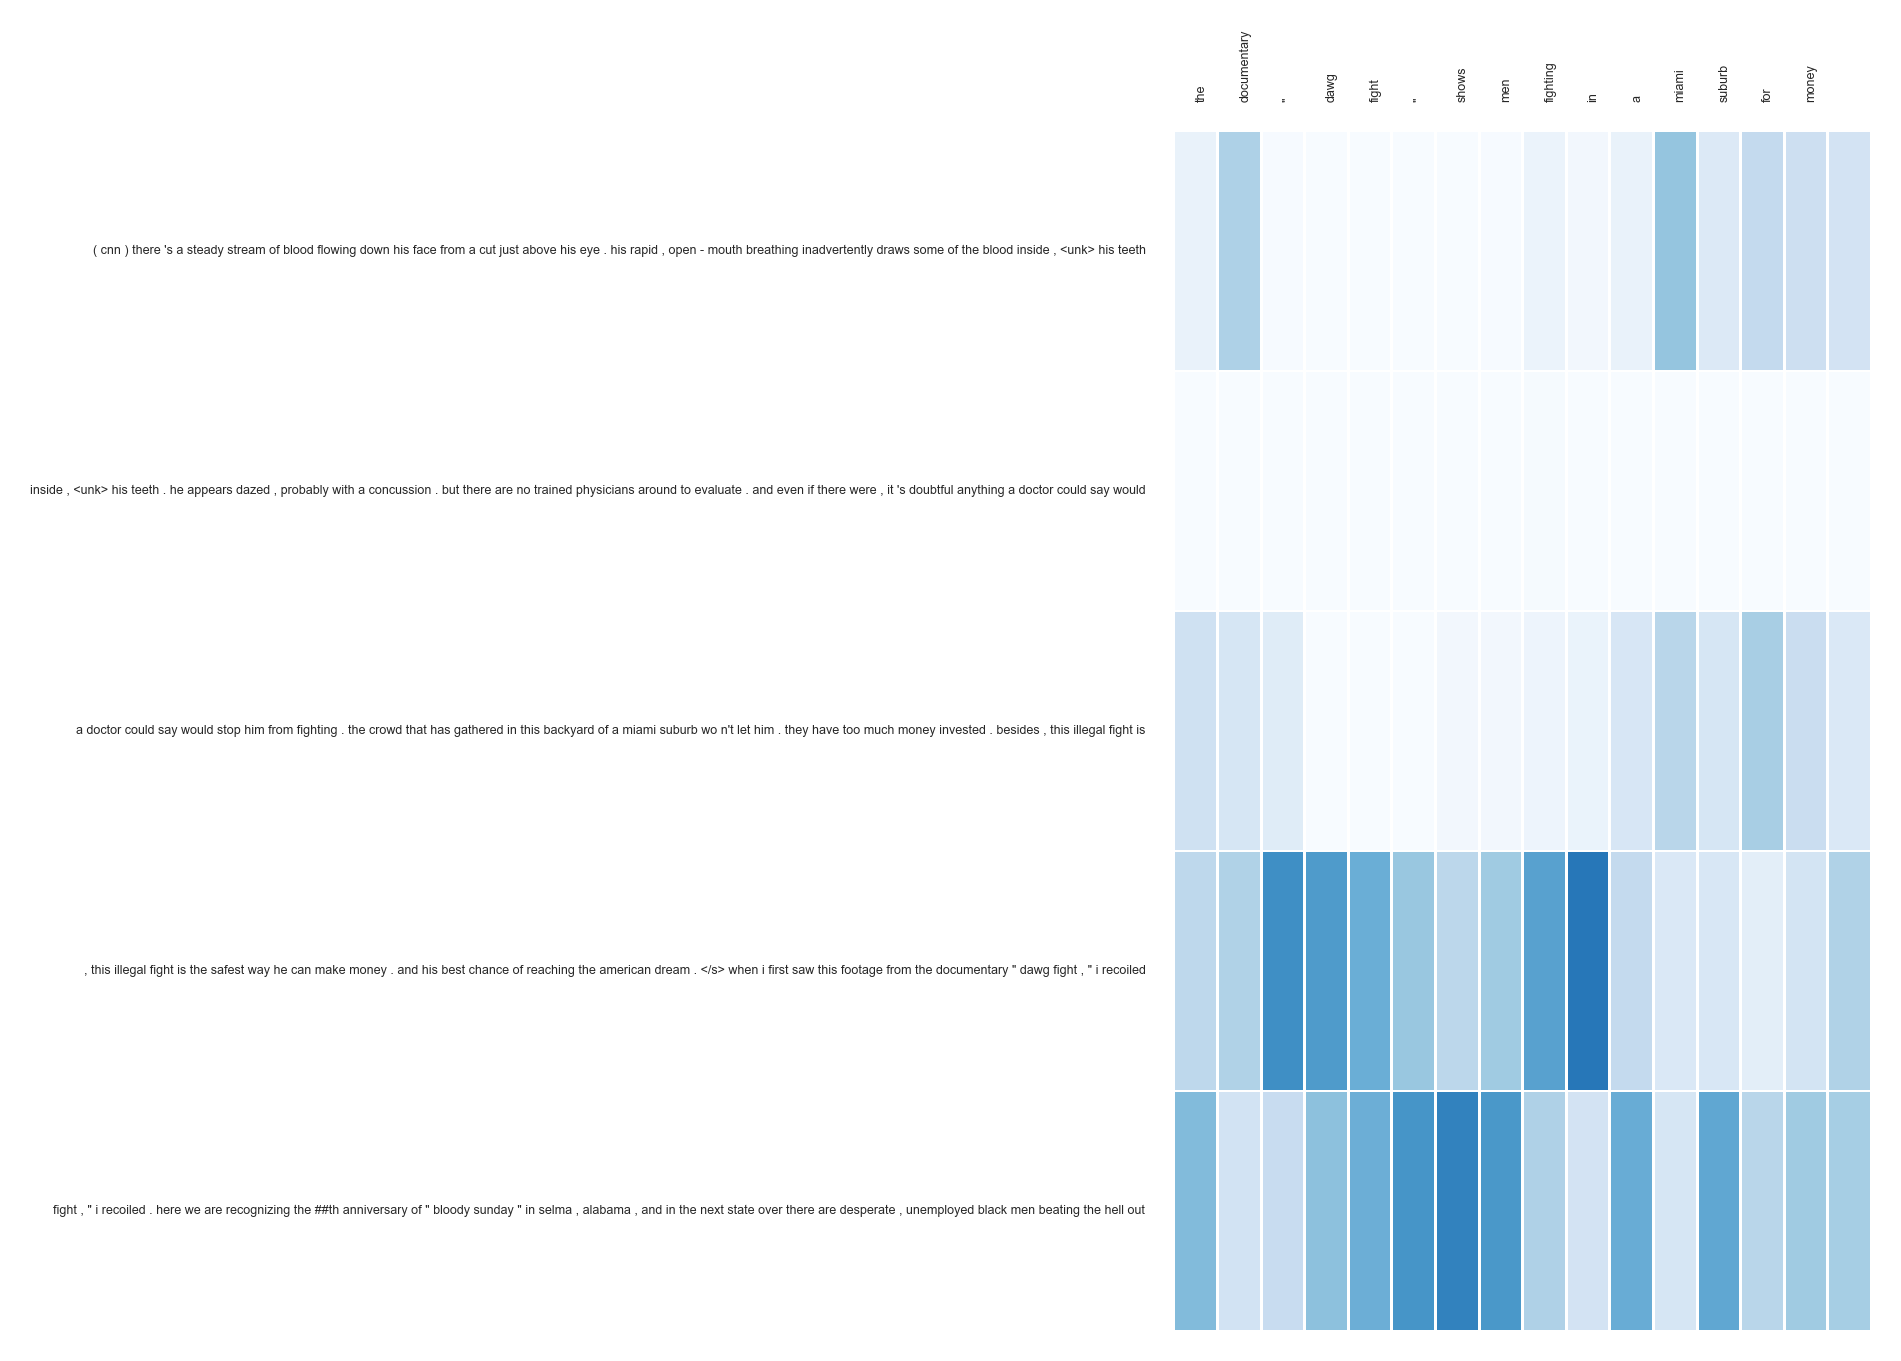 the
documentary
"
dawg
fight
"
shows
men
fighting
in
a
miami
suburb
for
money
( cnn ) there 's a steady stream of blood flowing down his face from a cut just above his eye . his rapid , open - mouth breathing inadvertently draws some of the blood inside , <unk> his teeth
inside , <unk> his teeth . he appears dazed , probably with a concussion . but there are no trained physicians around to evaluate . and even if there were , it 's doubtful anything a doctor could say would
a doctor could say would stop him from fighting . the crowd that has gathered in this backyard of a miami suburb wo n't let him . they have too much money invested . besides , this illegal fight is
, this illegal fight is the safest way he can make money . and his best chance of reaching the american dream . </s> when i first saw this footage from the documentary " dawg fight , " i recoiled
fight , " i recoiled . here we are recognizing the ##th anniversary of " bloody sunday " in selma , alabama , and in the next state over there are desperate , unemployed black men beating the hell out